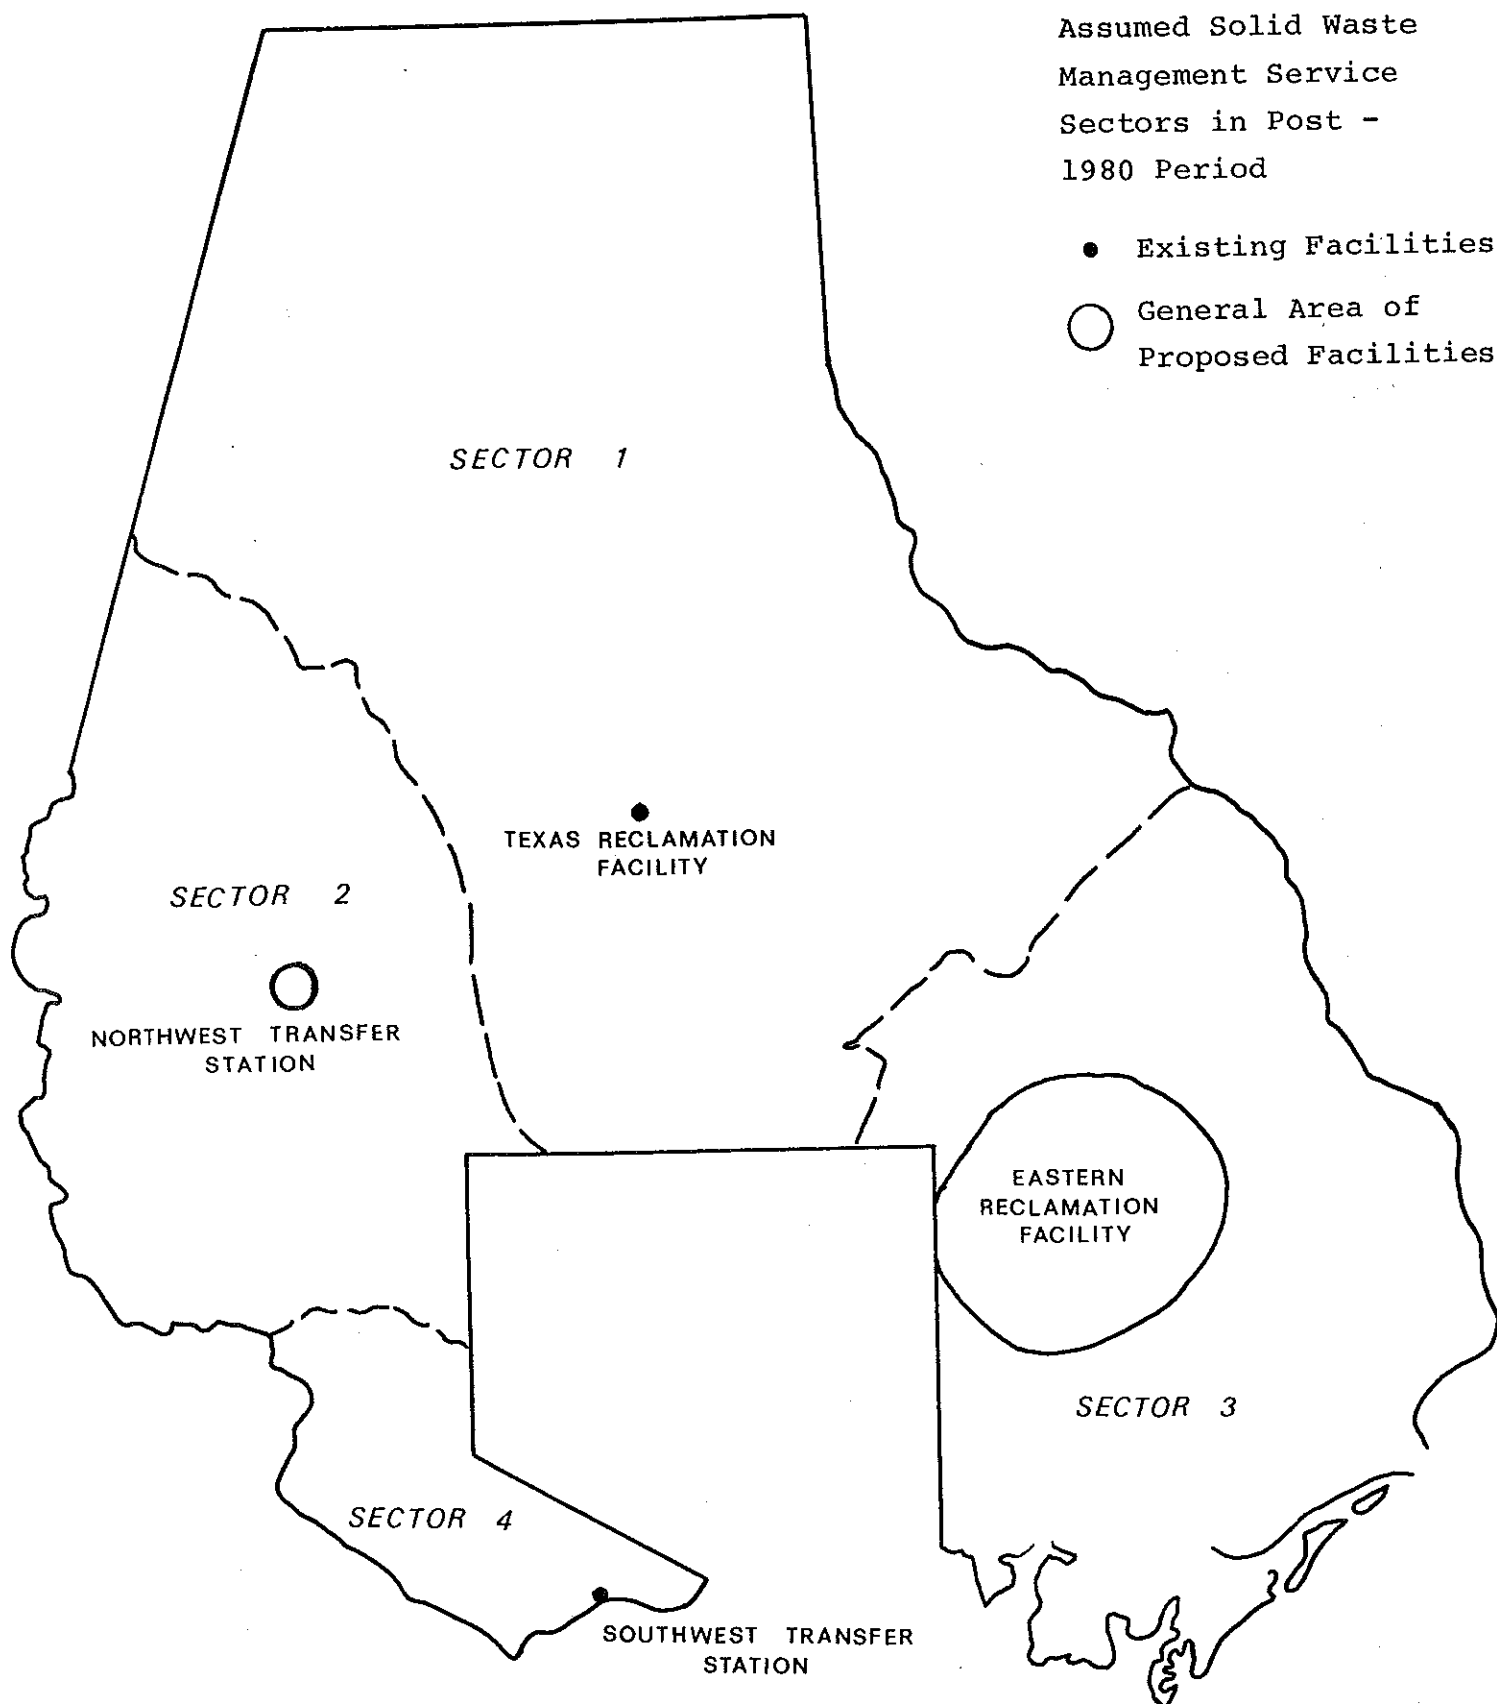 Assumed Solid Waste
Management Service
Sectors in Post -
1980 Period
Existing Facilities
General Area of
Proposed Facilities
SECTOR 1
TEXAS RECLAMATION
FACILITY
SECTOR 2
NORTHWEST TRANSFER
STATION
EASTERN
RECLAMATION
FACILITY
SECTOR 3
SECTOR 4
SOUTHWEST TRANSFER
STATION